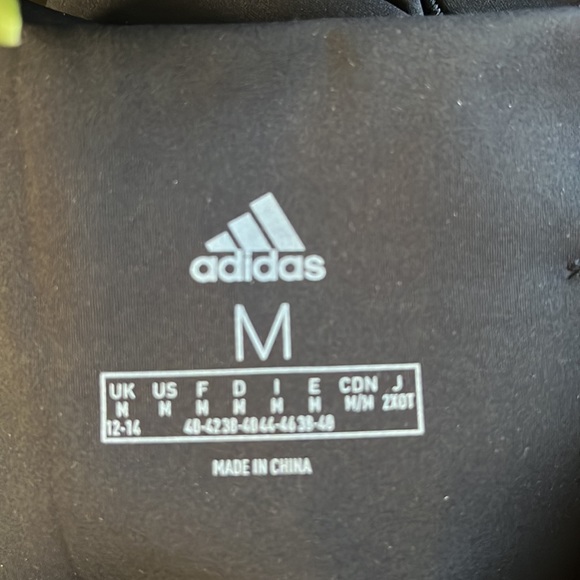 adidas
M
UK US F D I E CDN J
M M M M M M M/M 2XOT
12-14 40-42 38-40 44-46 38-40
MADE IN CHINA